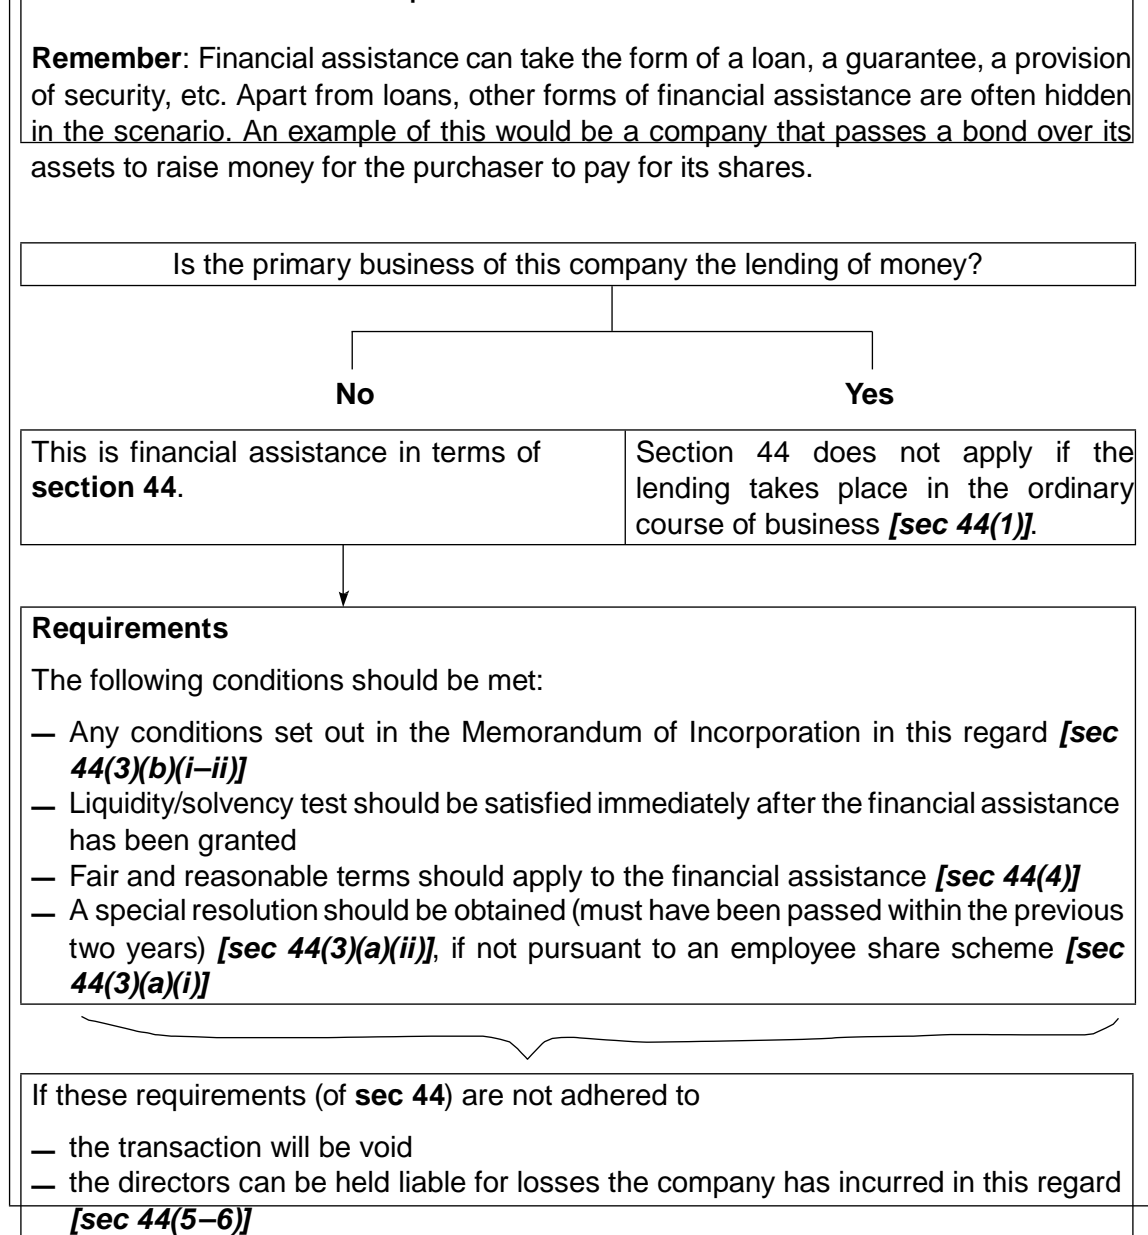 Remember: Financial assistance can take the form of a loan, a guarantee, a provision
of security, etc. Apart from loans, other forms of financial assistance are often hidden
in the scenario. An example of this would be a company that passes a bond over its
assets to raise money for the purchaser to pay for its shares.
Is the primary business of this company the lending of money?
No
Yes
This is financial assistance in terms of
section 44.
Section 44 does not apply if the
lending takes place in the ordinary
course of business [sec 44(1)].
Requirements
The following conditions should be met:
— Any conditions set out in the Memorandum of Incorporation in this regard [sec
44(3)(b)(i–ii)]
— Liquidity/solvency test should be satisfied immediately after the financial assistance
has been granted
— Fair and reasonable terms should apply to the financial assistance [sec 44(4)]
— A special resolution should be obtained (must have been passed within the previous
two years) [sec 44(3)(a)(ii)], if not pursuant to an employee share scheme [sec
44(3)(a)(i)]
If these requirements (of sec 44) are not adhered to
— the transaction will be void
— the directors can be held liable for losses the company has incurred in this regard
[sec 44(5–6)]